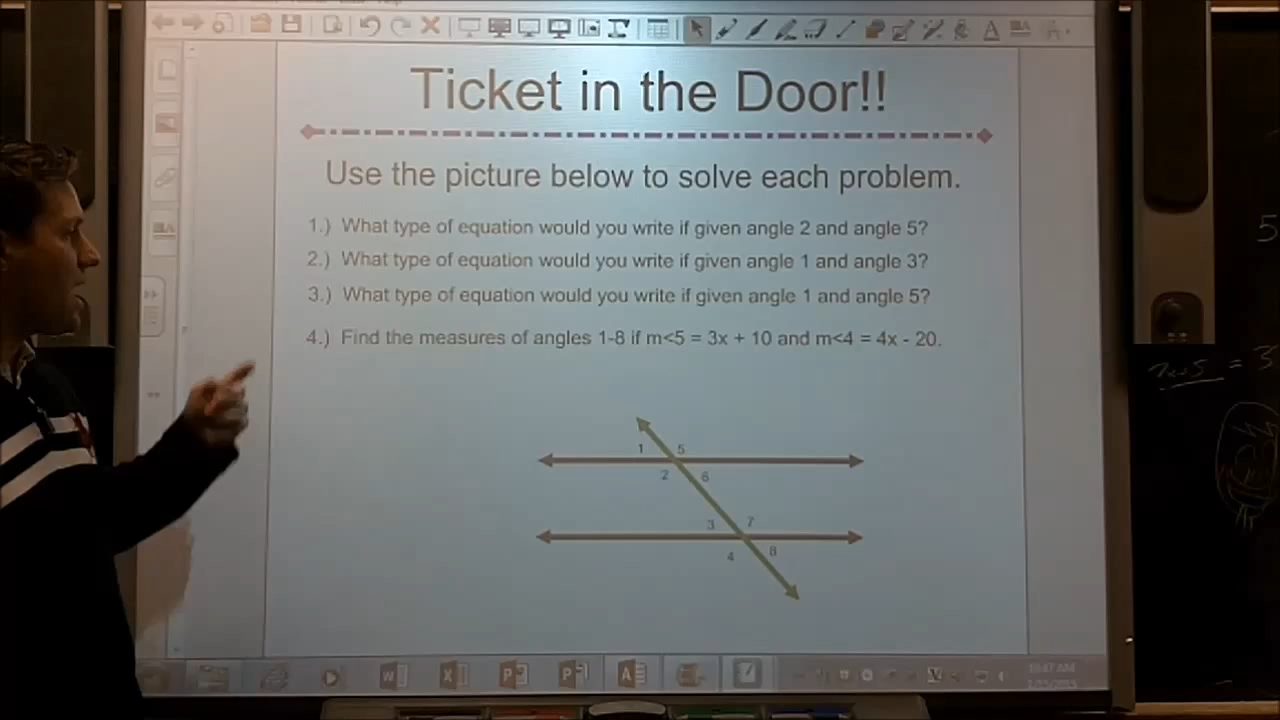 Ticket in the Door!!
Use the picture below to solve each problem.
1.) What type of equation would you write if given angle 2 and angle 5?
2.) What type of equation would you write if given angle 1 and angle 3?
3.) What type of equation would you write if given angle 1 and angle 5?
4.) Find the measures of angles 1-8 if m<5 = 3x + 10 and m<4 = 4x - 20.
1 5
2 6
3 7
4 8
5
= 3